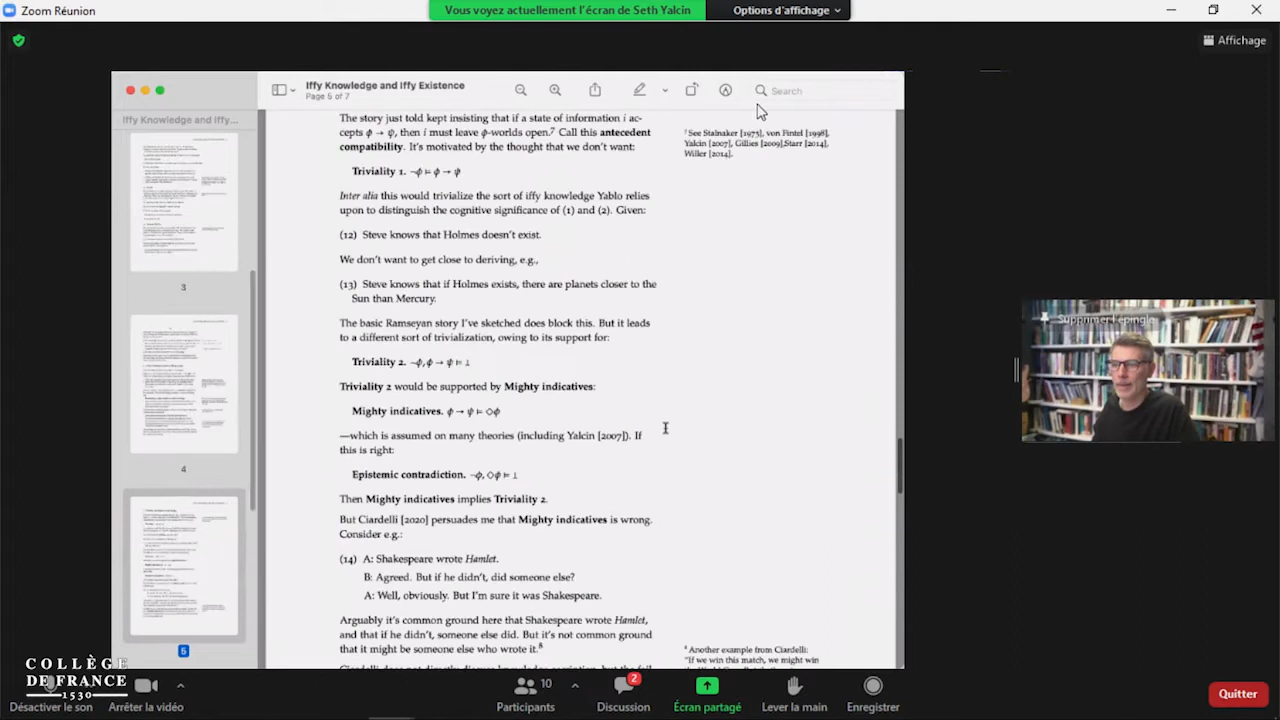 Zoom Réunion
Vous voyez actuellement l'écran de Seth Yalcin
Options d'affichage
Affichage
Iffy Knowledge and Iffy Existence
Page 5 of 7
Search
Iffy Knowledge and Iffy...
The story just told kept insisting that if a state of information i ac-
cepts ϕ → ψ, then i must leave ϕ-worlds open.⁷ Call this antecedent
compatibility. It's motivated by the thought that we don't want:
Triviality 1. ¬ϕ ⊨ ϕ → ψ
Inter alia this would trivialize the sort of iffy knowledge Yablo relies
upon to distinguish the cognitive significance of (1) and (2). Given:
(12) Steve knows that Holmes doesn't exist.
We don't want to get close to deriving, e.g.,
(13) Steve knows that if Holmes exists, there are planets closer to the
Sun than Mercury.
The basic Ramseyan story I've sketched does block this. But it leads
to a different sort of trivialization, owing to its support for:
Triviality 2. ¬ϕ, ϕ → ψ ⊨ ⊥
Triviality 2 would be supported by Mighty indicatives:
Mighty indicatives. ϕ → ψ ⊨ ◇ϕ
—which is assumed on many theories (including Yalcin [2007]). If
this is right:
Epistemic contradiction. ¬ϕ, ◇ϕ ⊨ ⊥
Then Mighty indicatives implies Triviality 2.
But Ciardelli [2020] persuades me that Mighty indicatives is wrong.
Consider e.g.:
(14) A: Shakespeare wrote Hamlet.
B: Agreed. But if he didn't, did someone else?
A: Well, obviously. But I'm sure it was Shakespeare.
Arguably it's common ground here that Shakespeare wrote Hamlet,
and that if he didn't, someone else did. But it's not common ground
that it might be someone else who wrote it.⁸
Ciardelli does not directly discuss knowledge
⁷ See Stalnaker [1975], von Fintel [1998],
Yalcin [2007], Gillies [2009],Starr [2014],
Willer [2014].
⁸ Another example from Ciardelli:
"If we win this match, we might win
3
4
5
Supprimer l'épingle
COLLÈGE
DE FRANCE
1530
Désactiver le son
Arrêter la vidéo
10
Participants
2
Discussion
Écran partagé
Lever la main
Enregistrer
Quitter